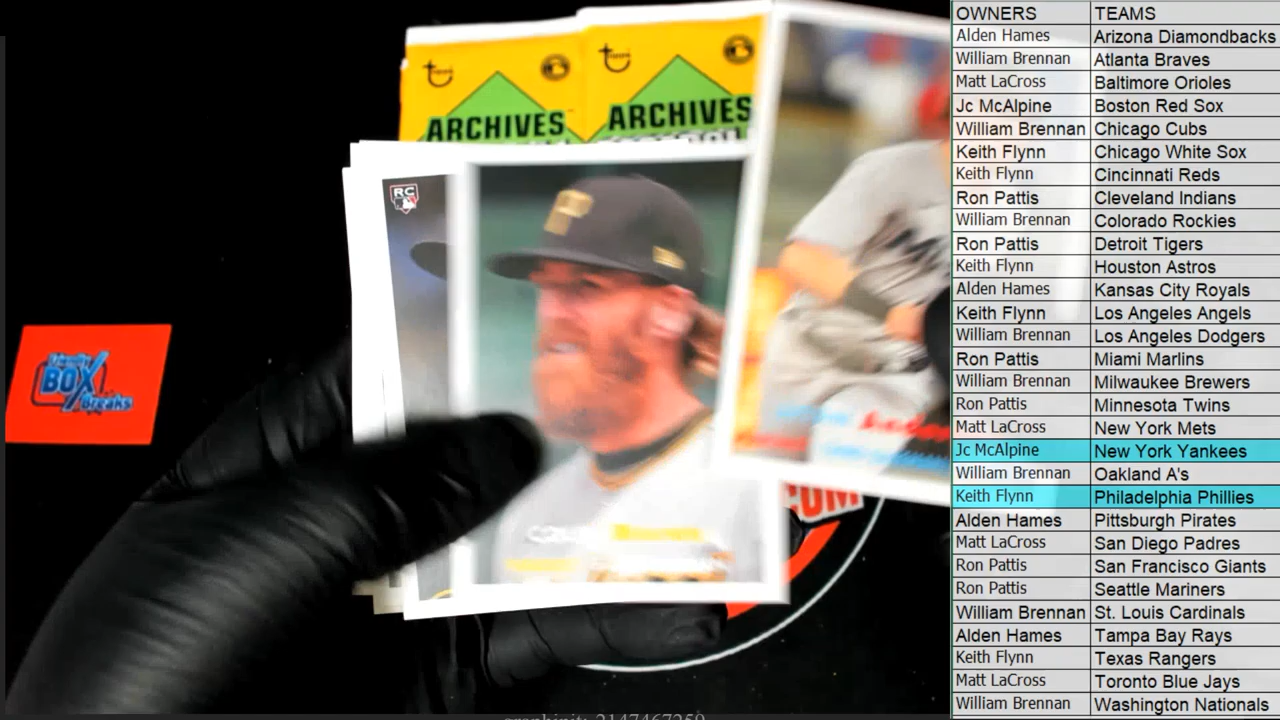 OWNERS TEAMS
Alden Hames Arizona Diamondbacks
William Brennan Atlanta Braves
Matt LaCross Baltimore Orioles
Jc McAlpine Boston Red Sox
William Brennan Chicago Cubs
Keith Flynn Chicago White Sox
Keith Flynn Cincinnati Reds
Ron Pattis Cleveland Indians
William Brennan Colorado Rockies
Ron Pattis Detroit Tigers
Keith Flynn Houston Astros
Alden Hames Kansas City Royals
Keith Flynn Los Angeles Angels
William Brennan Los Angeles Dodgers
Ron Pattis Miami Marlins
William Brennan Milwaukee Brewers
Ron Pattis Minnesota Twins
Matt LaCross New York Mets
Jc McAlpine New York Yankees
William Brennan Oakland A's
Keith Flynn Philadelphia Phillies
Alden Hames Pittsburgh Pirates
Matt LaCross San Diego Padres
Ron Pattis San Francisco Giants
Ron Pattis Seattle Mariners
William Brennan St. Louis Cardinals
Alden Hames Tampa Bay Rays
Keith Flynn Texas Rangers
Matt LaCross Toronto Blue Jays
William Brennan Washington Nationals
topps
topps
ARCHIVES
ARCHIVES
RC
P
BOX
Breaks
.COM